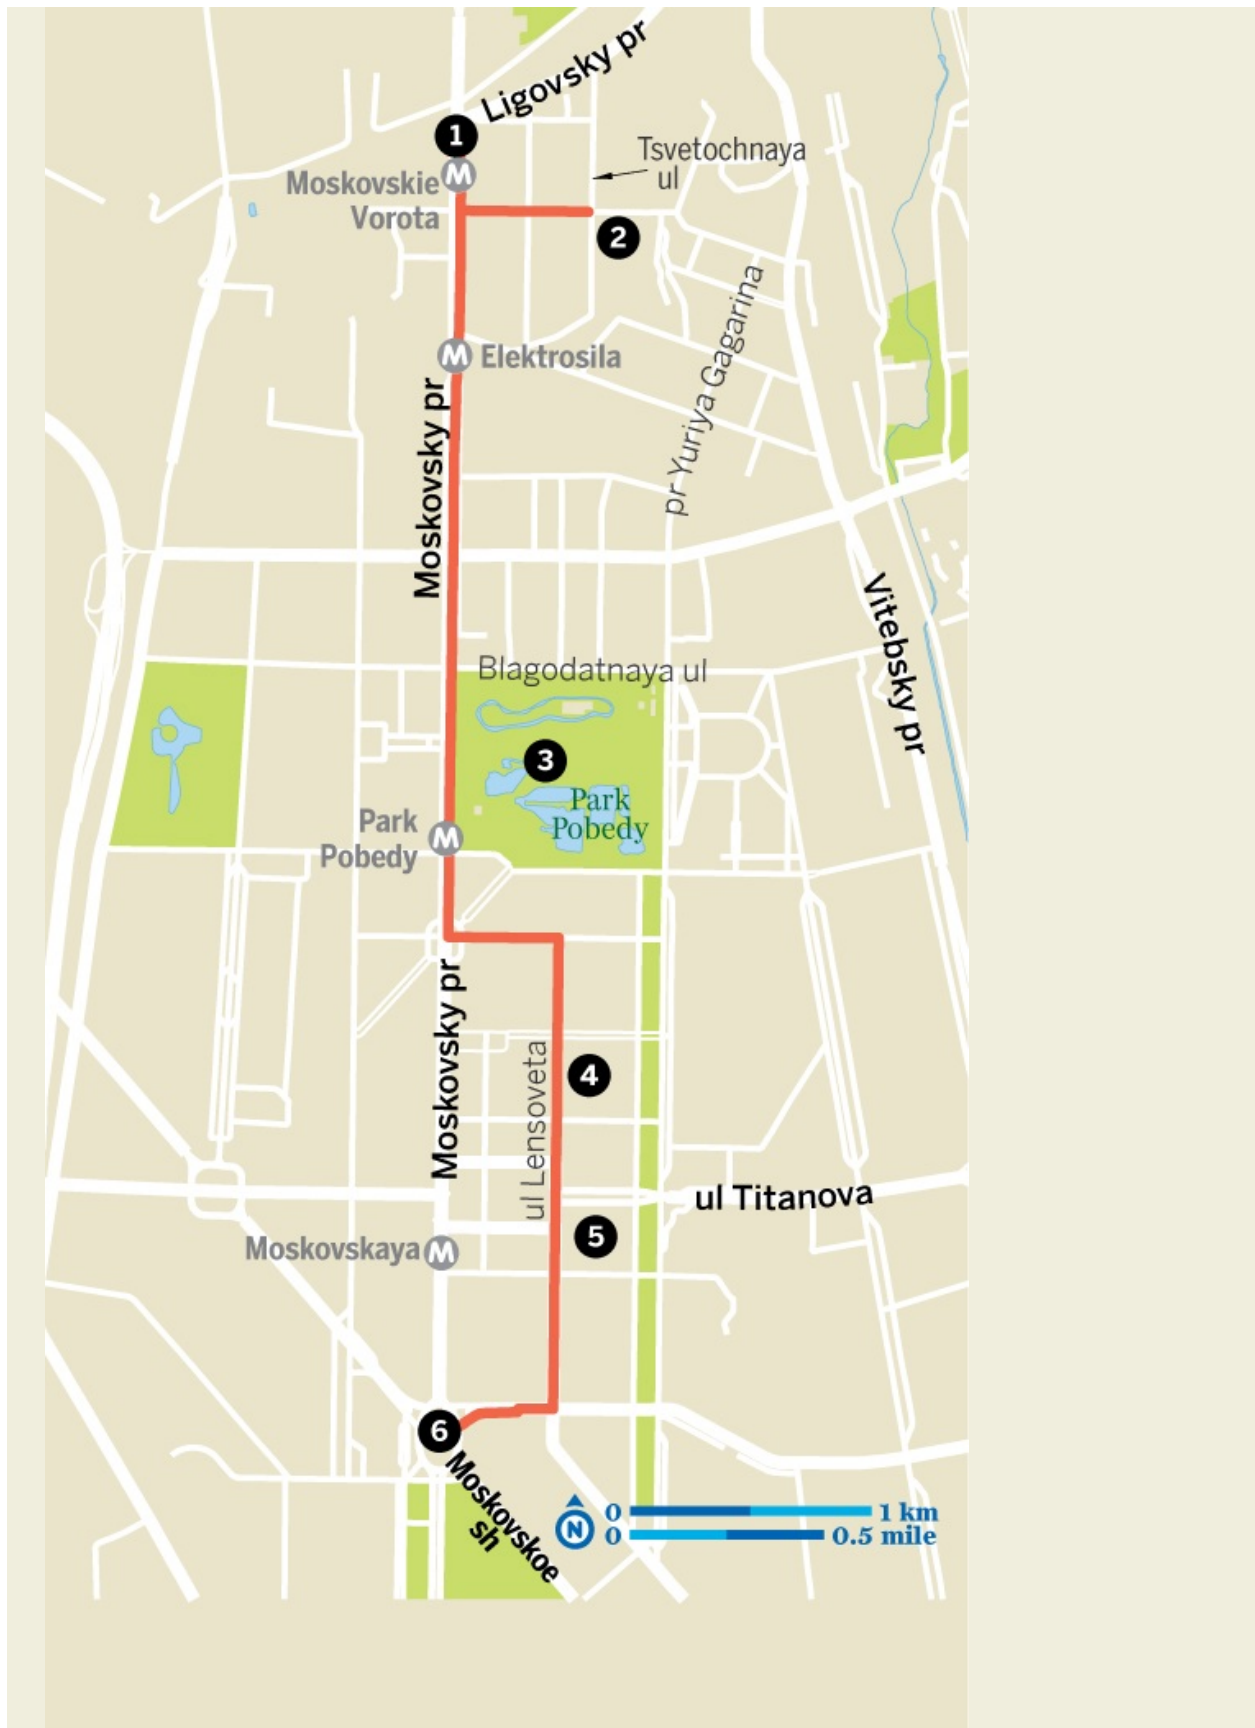 Ligovsky pr
1
Tsvetochnaya
ul
M
Moskovskie
Vorota
2
pr Yuriya Gagarina
M Elektrosila
Moskovsky pr
Vitebsky pr
Blagodatnaya ul
3
Park
Pobedy
Park
Pobedy
M
Moskovsky pr
ul Lensoveta
4
ul Titanova
5
Moskovskaya M
6
Moskovskoe
sh
N
0 1 km
0 0.5 mile